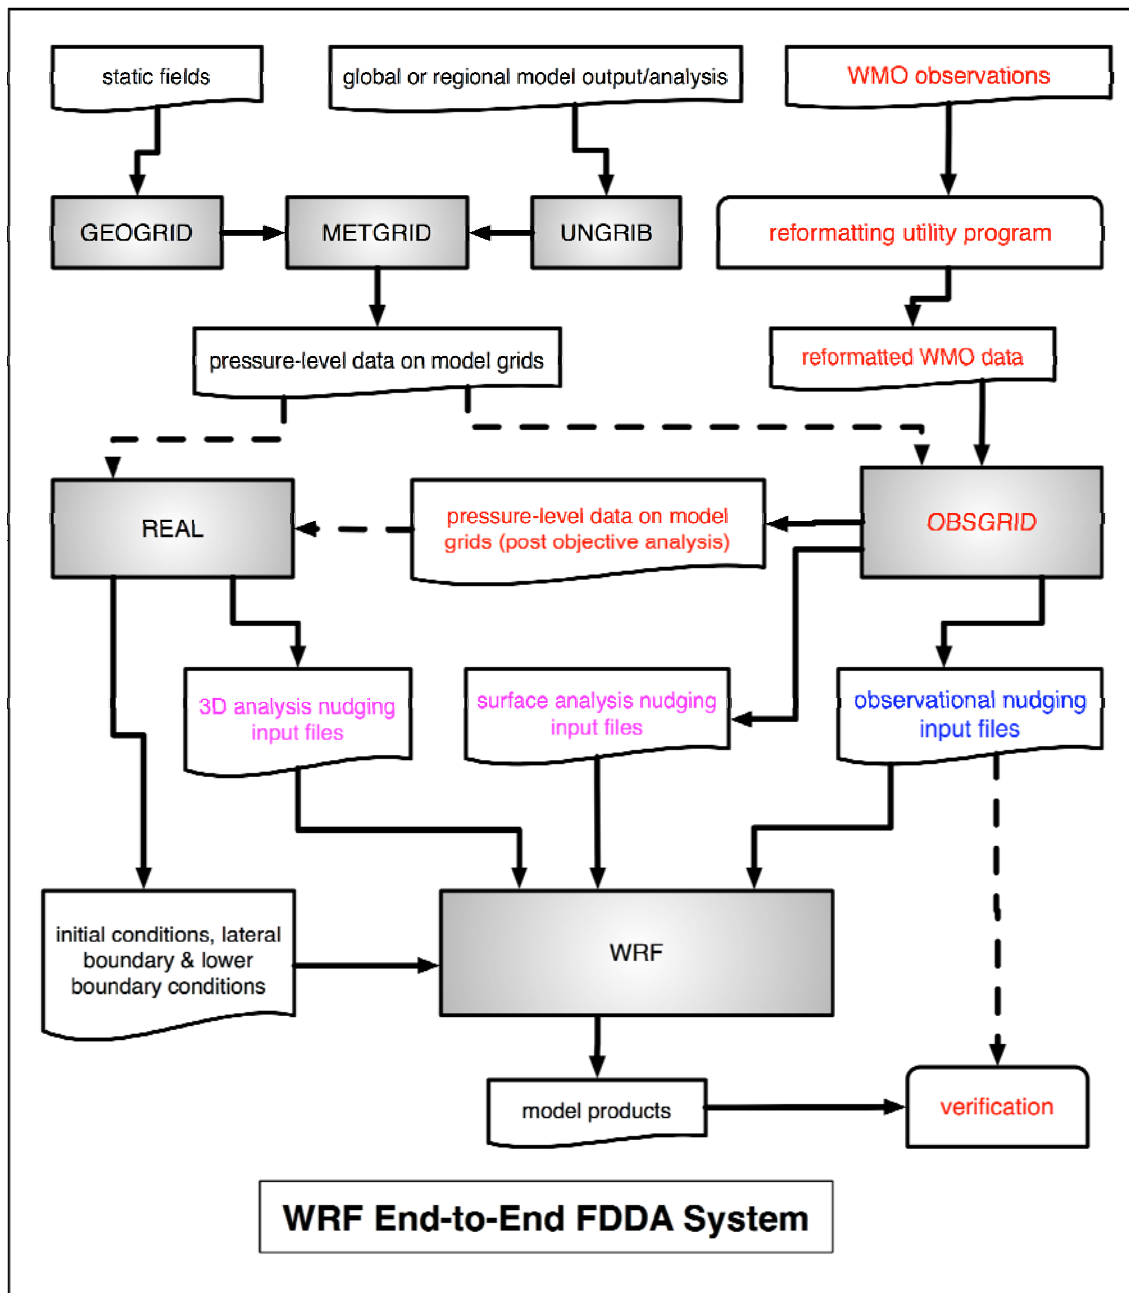 static fields
global or regional model output/analysis
WMO observations
GEOGRID
METGRID
UNGRIB
reformatting utility program
pressure-level data on model grids
reformatted WMO data
REAL
pressure-level data on model
grids (post objective analysis)
OBSGRID
3D analysis nudging
input files
surface analysis nudging
input files
observational nudging
input files
initial conditions, lateral
boundary & lower
boundary conditions
WRF
model products
verification
WRF End-to-End FDDA System